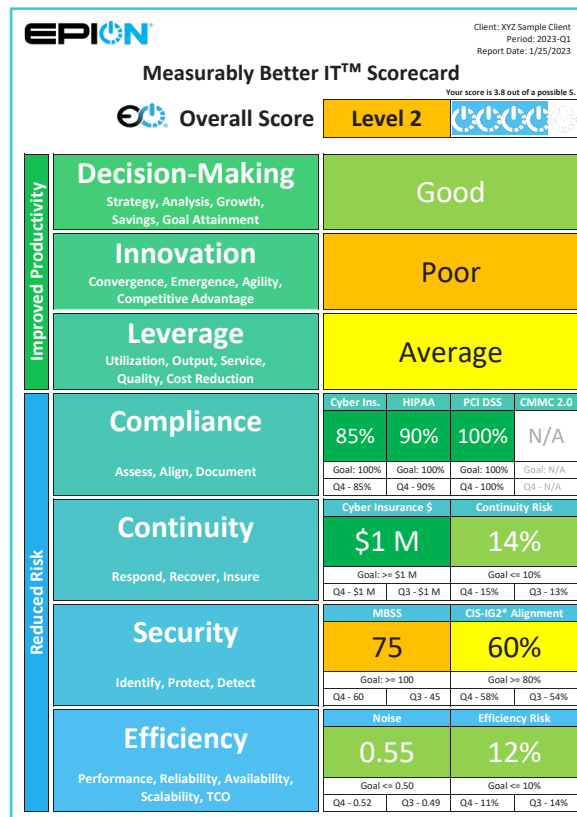 EPION
Client: XYZ Sample Client
Period: 2023-Q1
Report Date: 1/25/2023
Measurably Better IT™ Scorecard
Your score is 3.8 out of a possible 5.
Overall Score
Level 2
Improved Productivity
Decision-Making
Strategy, Analysis, Growth,
Savings, Goal Attainment
Good
Innovation
Convergence, Emergence, Agility,
Competitive Advantage
Poor
Leverage
Utilization, Output, Service,
Quality, Cost Reduction
Average
Reduced Risk
Compliance
Assess, Align, Document
Cyber Ins. HIPAA PCI DSS CMMC 2.0
85% 90% 100% N/A
Goal: 100% Goal: 100% Goal: 100% Goal: N/A
Q4 - 85% Q4 - 90% Q4 - 100% Q4 - N/A
Continuity
Respond, Recover, Insure
Cyber Insurance $ Continuity Risk
$1 M 14%
Goal: >= $1 M Goal <= 10%
Q4 - $1 M Q3 - $1 M Q4 - 15% Q3 - 13%
Security
Identify, Protect, Detect
MBSS CIS-IG2* Alignment
75 60%
Goal: >= 100 Goal >= 80%
Q4 - 60 Q3 - 45 Q4 - 58% Q3 - 54%
Efficiency
Performance, Reliability, Availability,
Scalability, TCO
Noise Efficiency Risk
0.55 12%
Goal <= 0.50 Goal <= 10%
Q4 - 0.52 Q3 - 0.49 Q4 - 11% Q3 - 14%